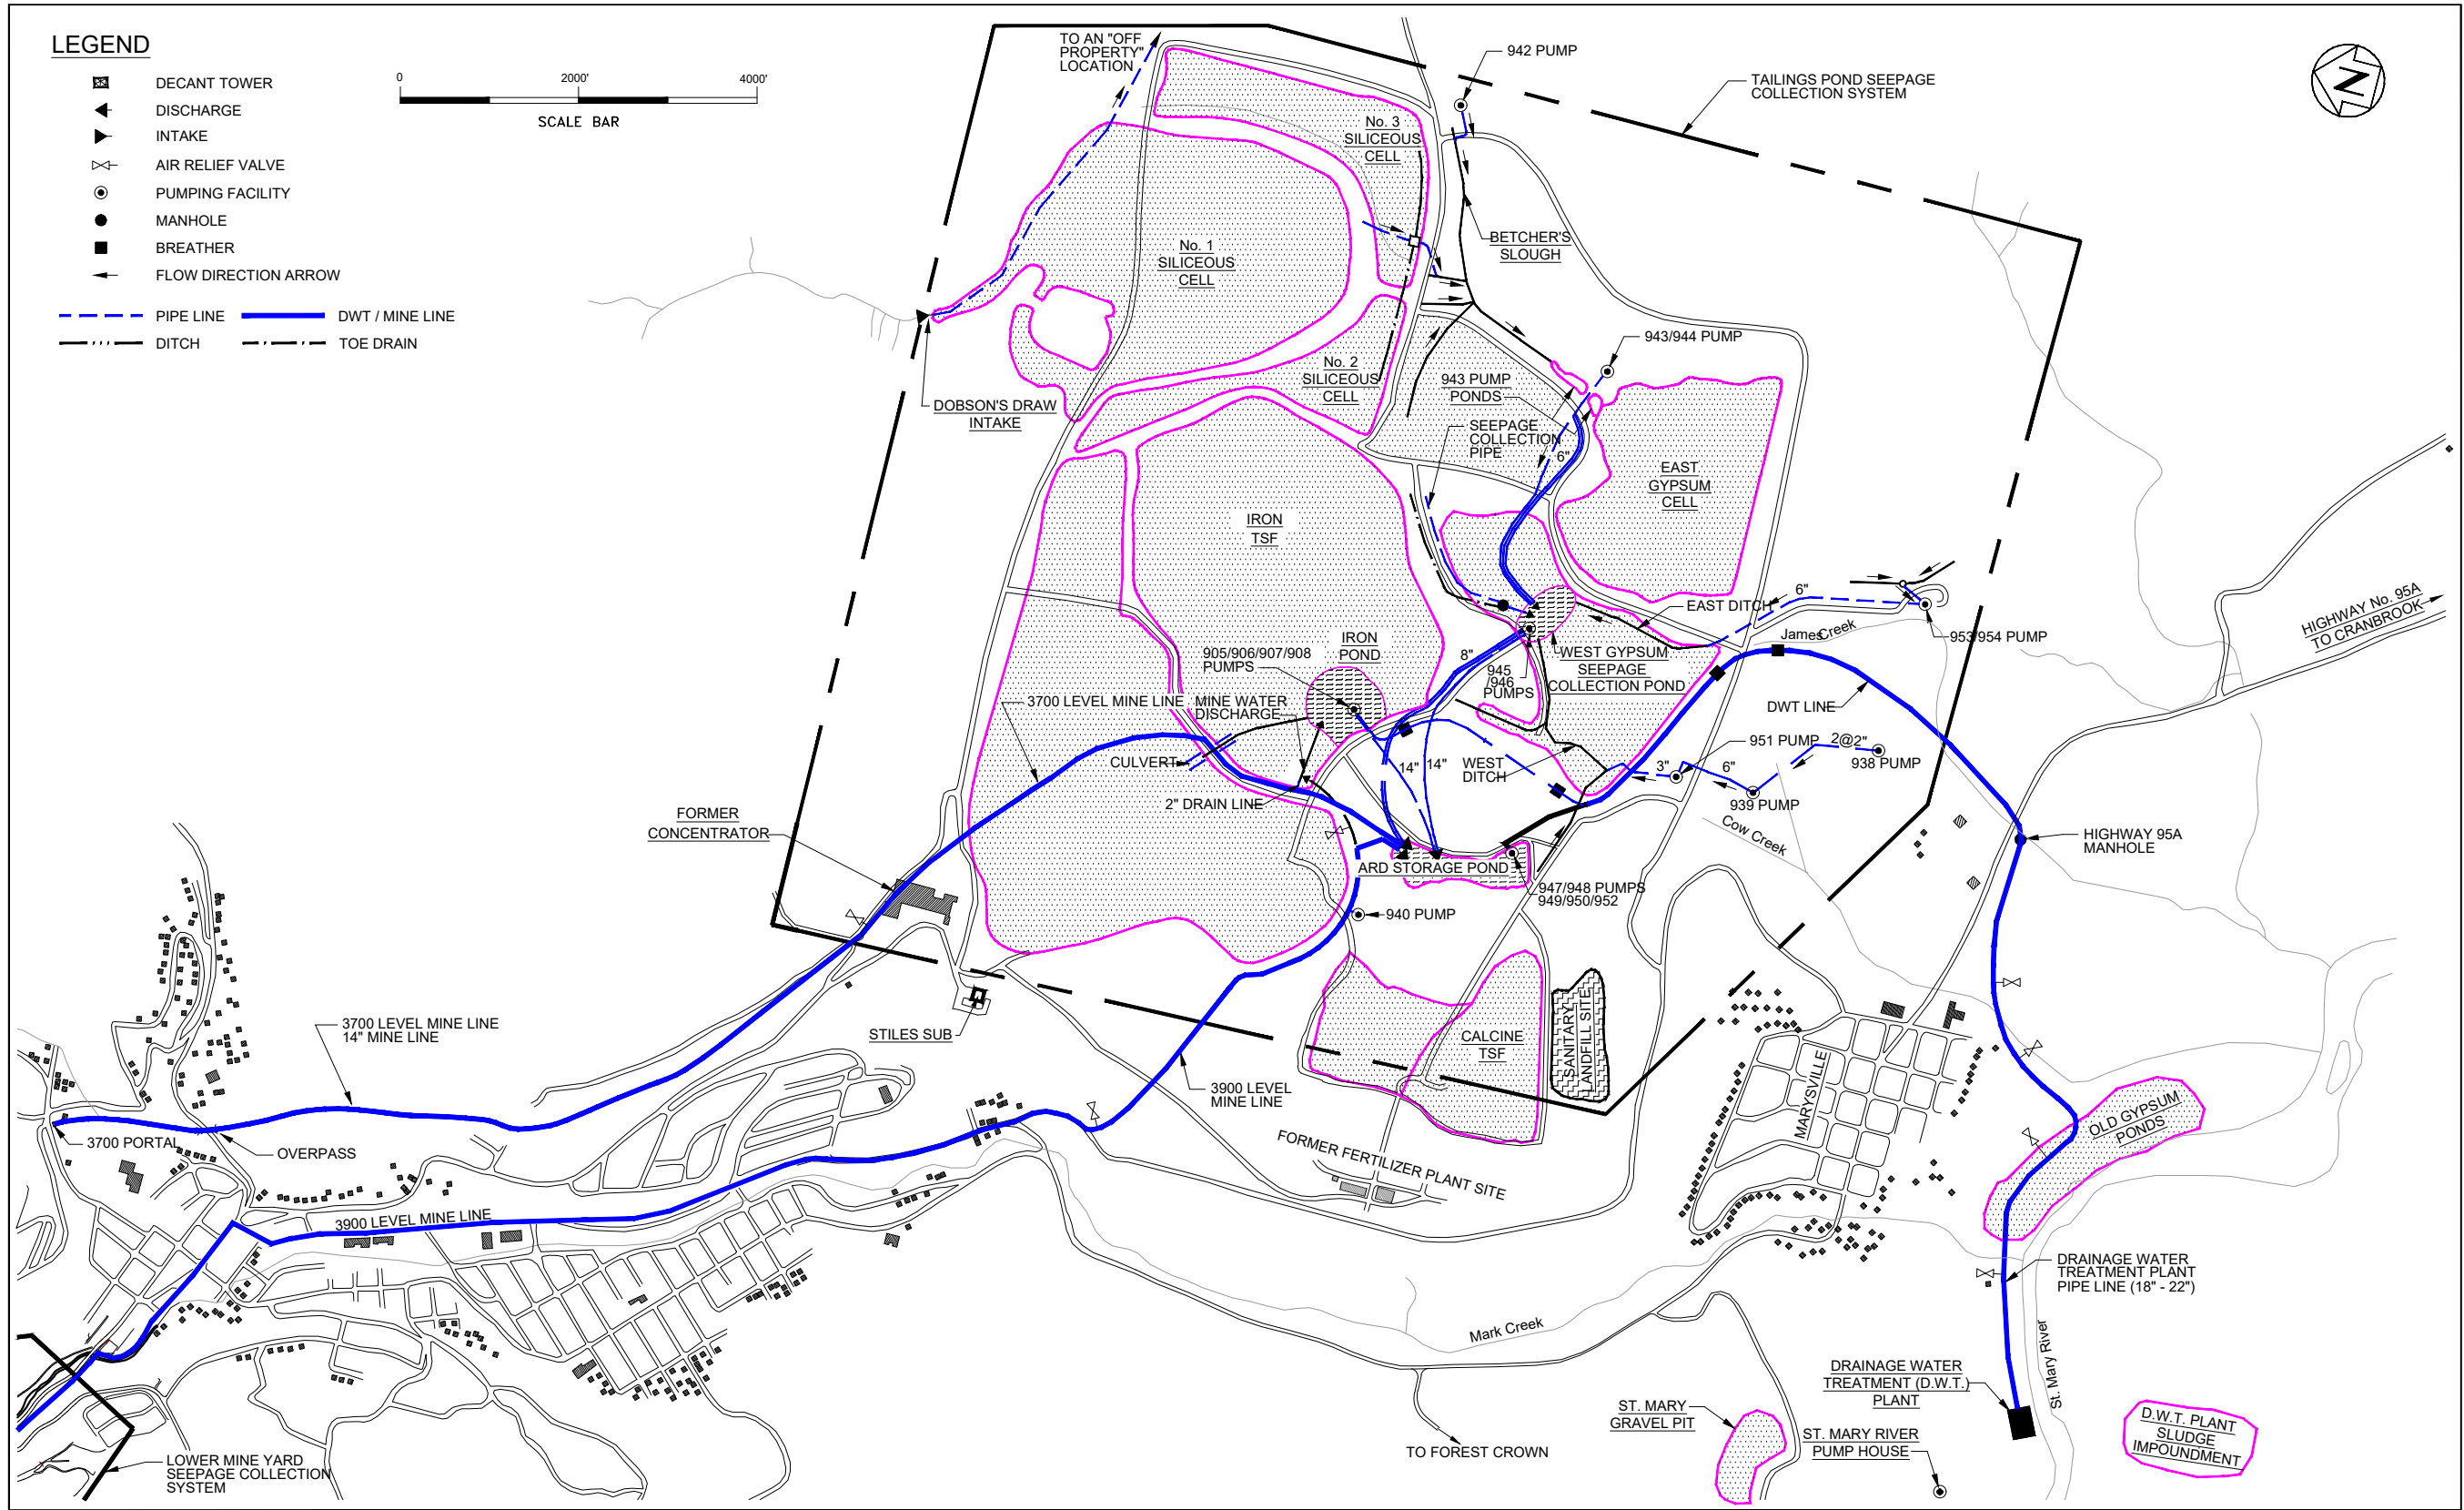 LEGEND
DECANT TOWER
DISCHARGE
INTAKE
AIR RELIEF VALVE
PUMPING FACILITY
MANHOLE
BREATHER
FLOW DIRECTION ARROW
PIPE LINE
DWT / MINE LINE
DITCH
TOE DRAIN
0
2000'
4000'
SCALE BAR
TO AN "OFF
PROPERTY"
LOCATION
942 PUMP
TAILINGS POND SEEPAGE
COLLECTION SYSTEM
N
No. 3
SILICEOUS
CELL
No. 1
SILICEOUS
CELL
BETCHER'S
SLOUGH
943/944 PUMP
No. 2
SILICEOUS
CELL
943 PUMP
PONDS
DOBSON'S DRAW
INTAKE
SEEPAGE
COLLECTION
PIPE
6"
EAST
GYPSUM
CELL
IRON
TSF
6"
EAST DITCH
James Creek
953/954 PUMP
HIGHWAY No. 95A
TO CRANBROOK
IRON
POND
905/906/907/908
PUMPS
8"
945
/946
PUMPS
WEST GYPSUM
SEEPAGE
COLLECTION POND
3700 LEVEL MINE LINE
MINE WATER
DISCHARGE
DWT LINE
951 PUMP
2@2"
938 PUMP
CULVERT
14"
14"
WEST
DITCH
3"
6"
939 PUMP
2" DRAIN LINE
Cow Creek
FORMER
CONCENTRATOR
HIGHWAY 95A
MANHOLE
ARD STORAGE POND
947/948 PUMPS
949/950/952
940 PUMP
STILES SUB
3700 LEVEL MINE LINE
14" MINE LINE
CALCINE
TSF
SANITARY
LANDFILL SITE
3900 LEVEL
MINE LINE
MARYSVILLE
OLD GYPSUM
PONDS
3700 PORTAL
OVERPASS
FORMER FERTILIZER PLANT SITE
3900 LEVEL MINE LINE
DRAINAGE WATER
TREATMENT PLANT
PIPE LINE (18" - 22")
Mark Creek
St. Mary River
DRAINAGE WATER
TREATMENT (D.W.T.)
PLANT
ST. MARY
GRAVEL PIT
ST. MARY RIVER
PUMP HOUSE
D.W.T. PLANT
SLUDGE
IMPOUNDMENT
TO FOREST CROWN
LOWER MINE YARD
SEEPAGE COLLECTION
SYSTEM